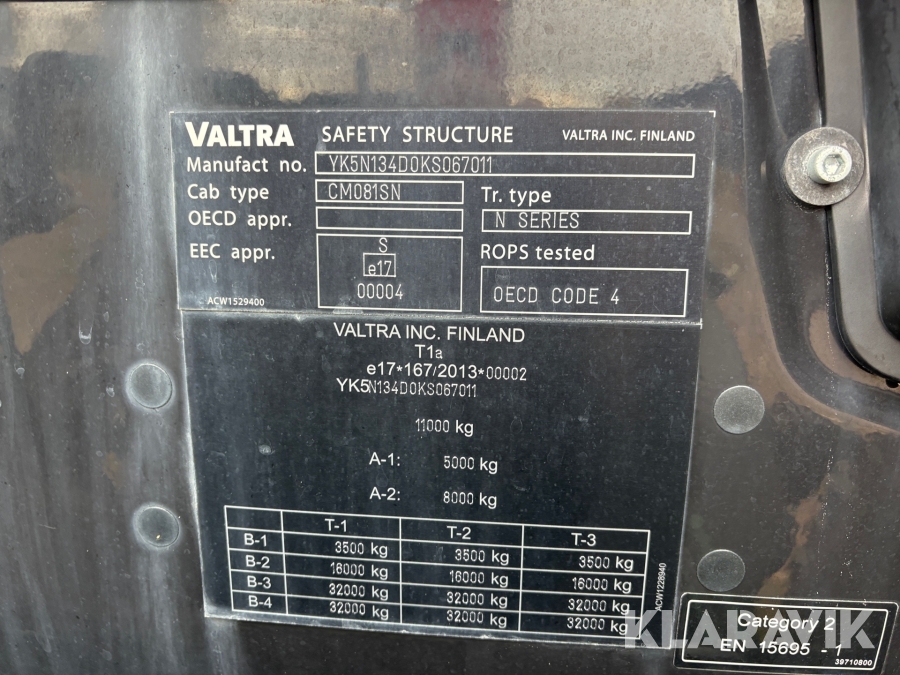 VALTRA SAFETY STRUCTURE VALTRA INC. FINLAND
Manufact no. YK5N134D0KS067011
Cab type CM081SN Tr. type
OECD appr. N SERIES
EEC appr. S ROPS tested
e17
00004 OECD CODE 4
ACW1529400
VALTRA INC. FINLAND
T1a
e17*167/2013*00002
YK5N134D0KS067011
11000 kg
A-1: 5000 kg
A-2: 8000 kg
T-1 T-2 T-3
B-1 3500 kg 3500 kg 3500 kg
B-2 16000 kg 16000 kg 16000 kg
B-3 32000 kg 32000 kg 32000 kg
B-4 32000 kg 32000 kg 32000 kg
ACW1228940
Category 2
EN 15695 - 1
39710800
KLARAVIK